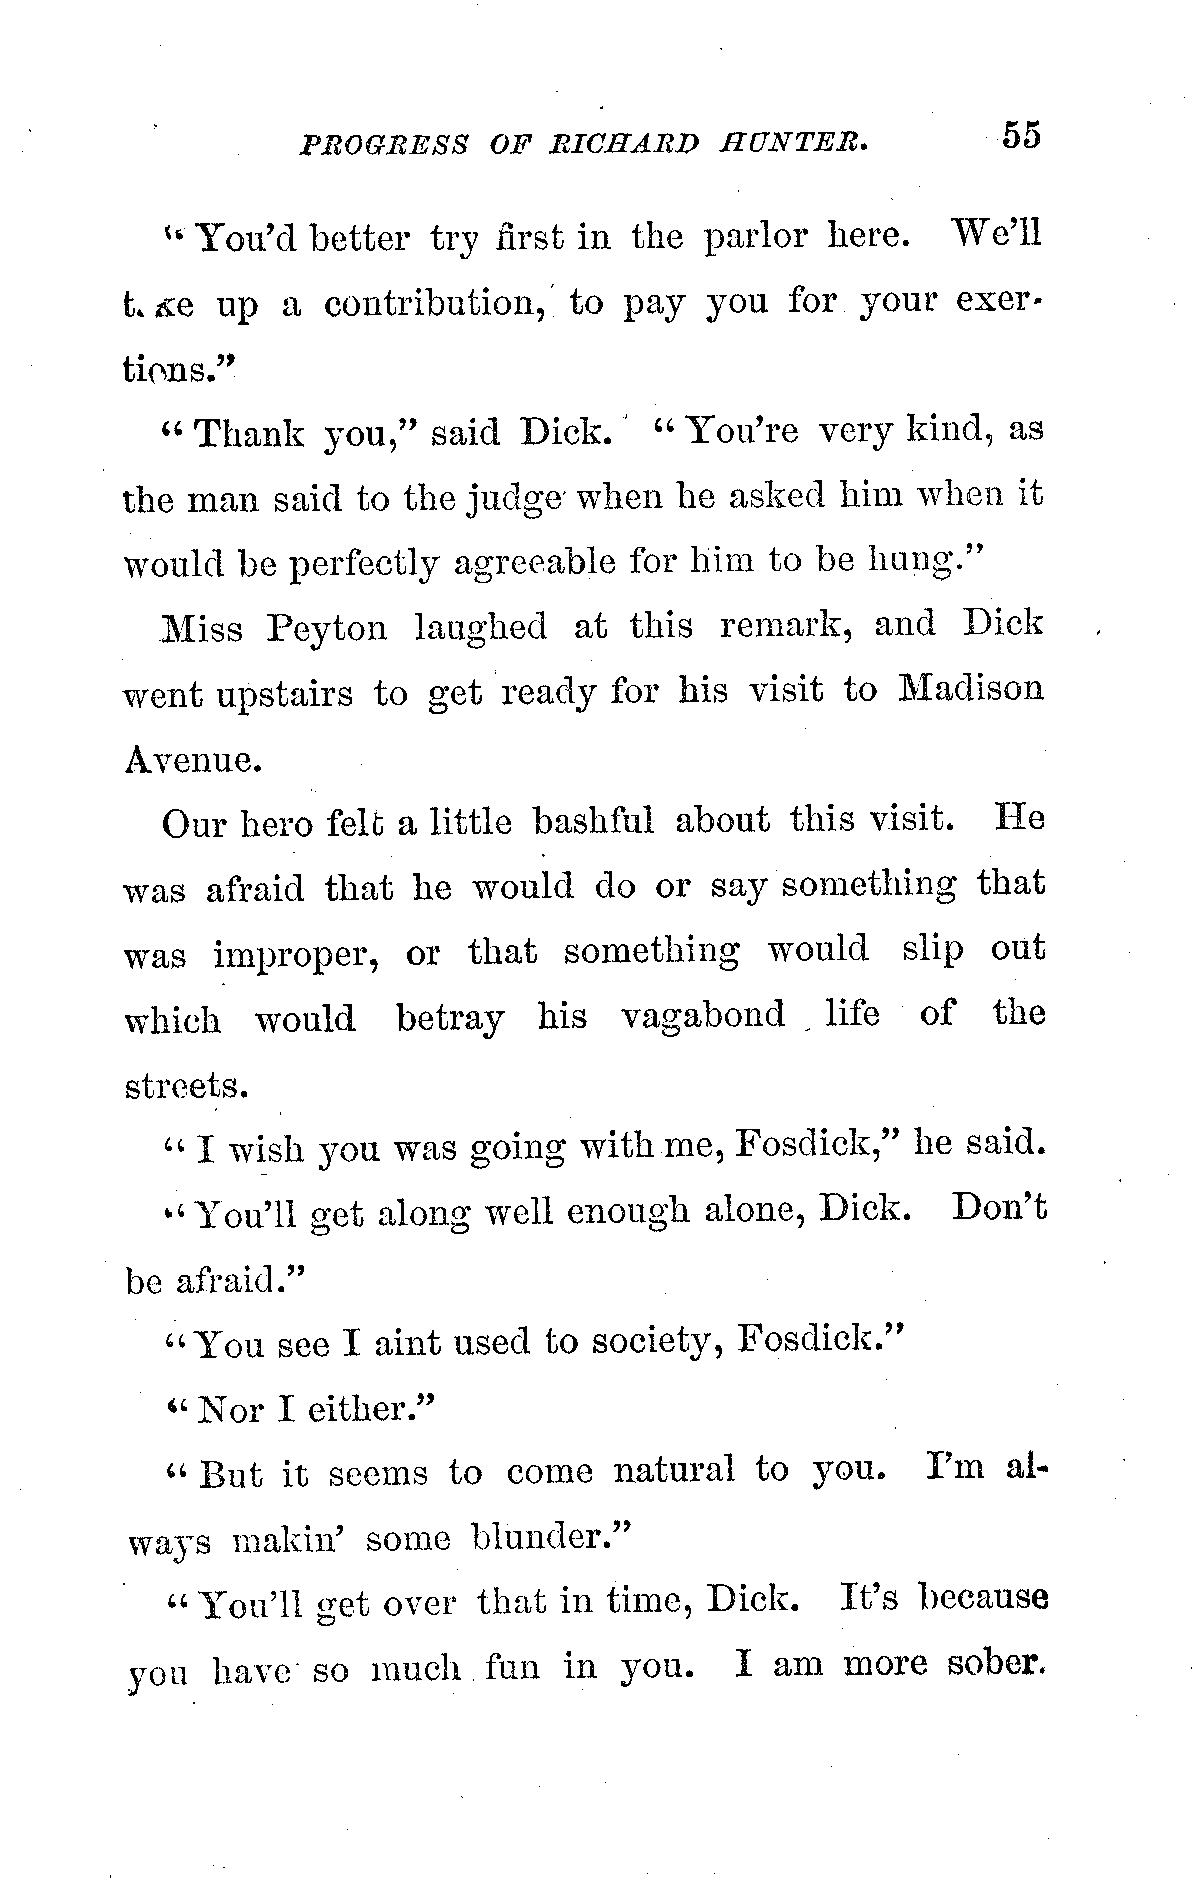 PROGRESS OF RICHARD HUNTER. 55
“You’d better try first in the parlor here. We’ll
take up a contribution, to pay you for your exer-
tions.”
“Thank you,” said Dick. “You’re very kind, as
the man said to the judge when he asked him when it
would be perfectly agreeable for him to be hung.”
Miss Peyton laughed at this remark, and Dick
went upstairs to get ready for his visit to Madison
Avenue.
Our hero felt a little bashful about this visit. He
was afraid that he would do or say something that
was improper, or that something would slip out
which would betray his vagabond life of the
streets.
“I wish you was going with me, Fosdick,” he said.
“You’ll get along well enough alone, Dick. Don’t
be afraid.”
“You see I aint used to society, Fosdick.”
“Nor I either.”
“But it seems to come natural to you. I’m al-
ways makin’ some blunder.”
“You’ll get over that in time, Dick. It’s because
you have so much fun in you. I am more sober.